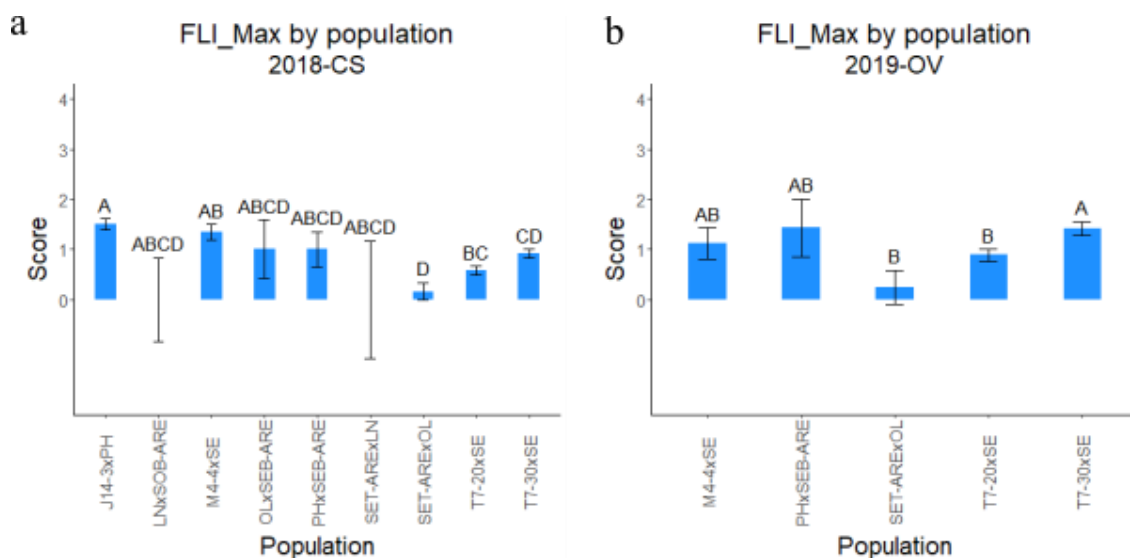 a
FLI_Max by population
2018-CS
4
3
2
1
0
Score
A
ABCD
AB
ABCD
ABCD
ABCD
D
BC
CD
J14-3xPH
LNxSOB-ARE
M4-4xSE
OLxSEB-ARE
PHxSEB-ARE
SET-ARExLN
SET-ARExOL
T7-20xSE
T7-30xSE
Population
b
FLI_Max by population
2019-OV
4
3
2
1
0
Score
AB
AB
B
B
A
M4-4xSE
PHxSEB-ARE
SET-ARExOL
T7-20xSE
T7-30xSE
Population